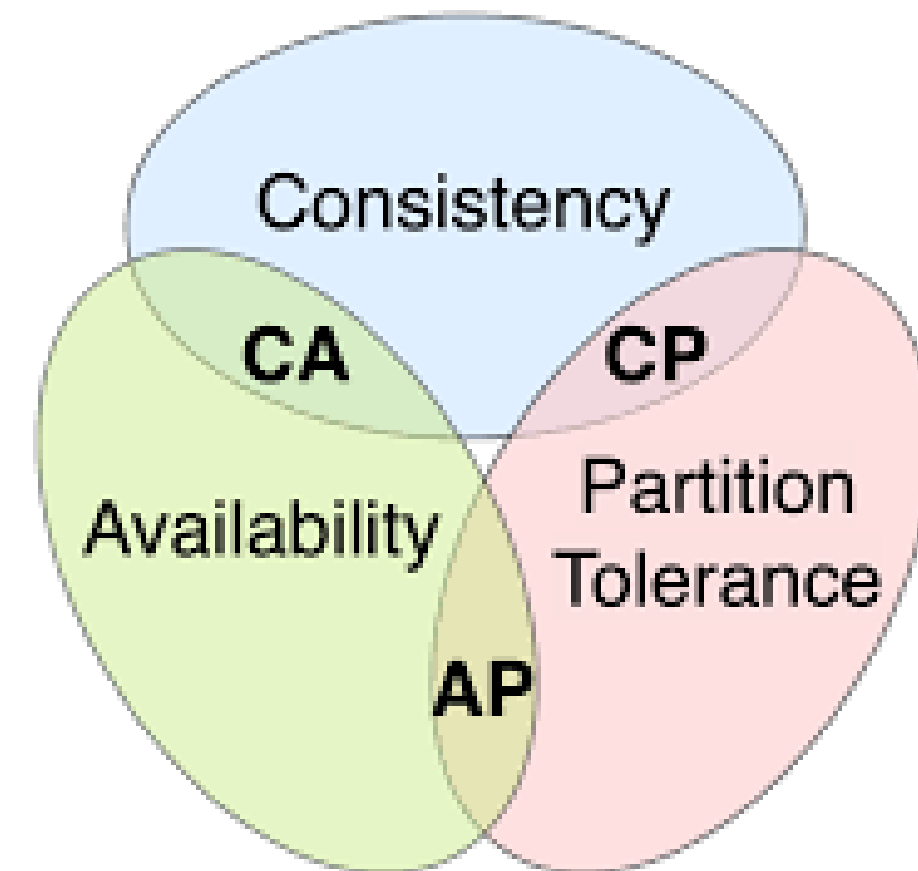 Consistency
CA
CP
Availability
Partition
Tolerance
AP